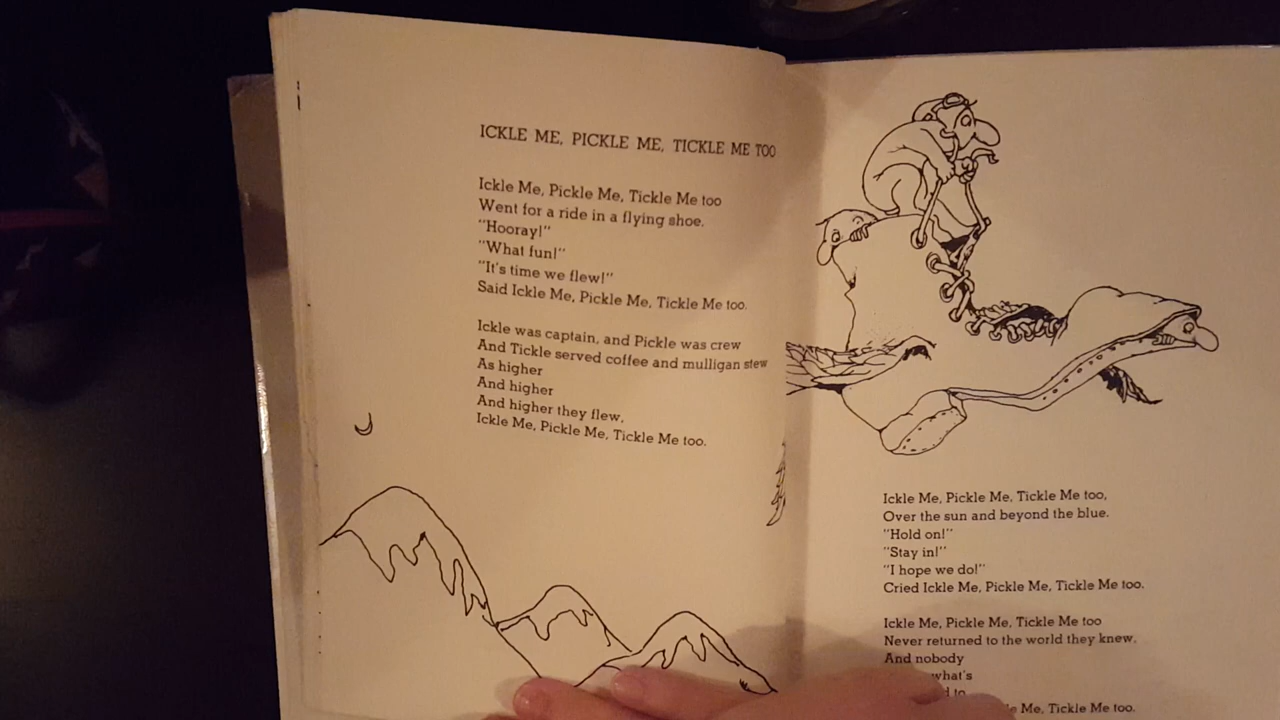 ICKLE ME, PICKLE ME, TICKLE ME TOO
Ickle Me, Pickle Me, Tickle Me too
Went for a ride in a flying shoe.
"Hooray!"
"What fun!"
"It's time we flew!"
Said Ickle Me, Pickle Me, Tickle Me too.
Ickle was captain, and Pickle was crew
And Tickle served coffee and mulligan stew
As higher
And higher
And higher they flew,
Ickle Me, Pickle Me, Tickle Me too.
Ickle Me, Pickle Me, Tickle Me too,
Over the sun and beyond the blue.
"Hold on!"
"Stay in!"
"I hope we do!"
Cried Ickle Me, Pickle Me, Tickle Me too.
Ickle Me, Pickle Me, Tickle Me too
Never returned to the world they knew,
And nobody
what's
to
Me, Tickle Me too.